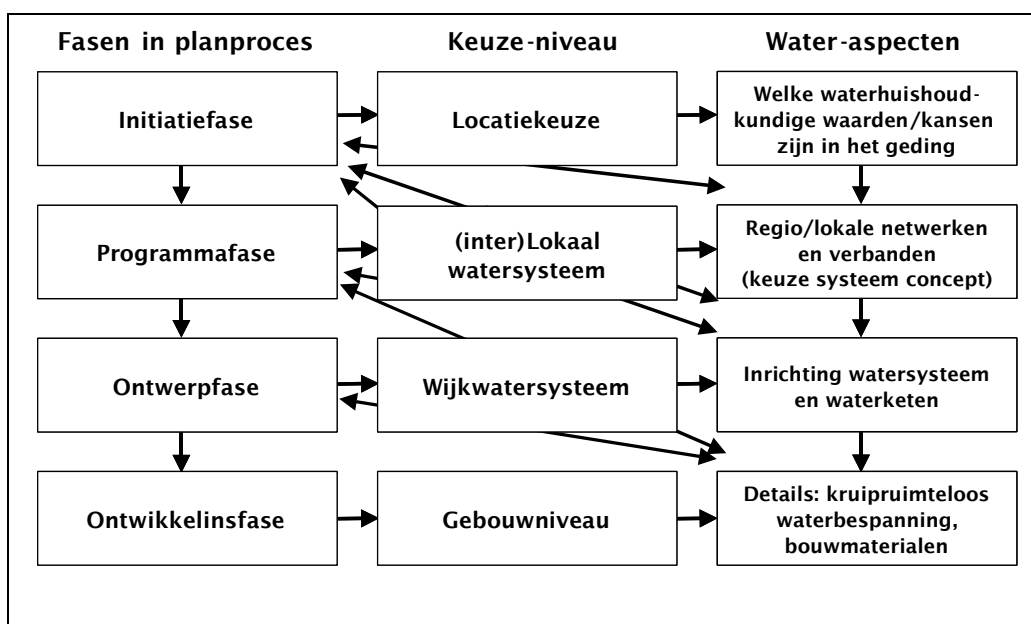 Fasen in planproces
Keuze-niveau
Water-aspecten
Initiatiefase
Locatiekeuze
Welke waterhuishoud-
kundige waarden/kansen
zijn in het geding
Programmafase
(inter)Lokaal
watersysteem
Regio/lokale netwerken
en verbanden
(keuze systeem concept)
Ontwerpfase
Wijkwatersysteem
Inrichting watersysteem
en waterketen
Ontwikkelinsfase
Gebouwniveau
Details: kruipruimteloos
waterbespanning,
bouwmaterialen